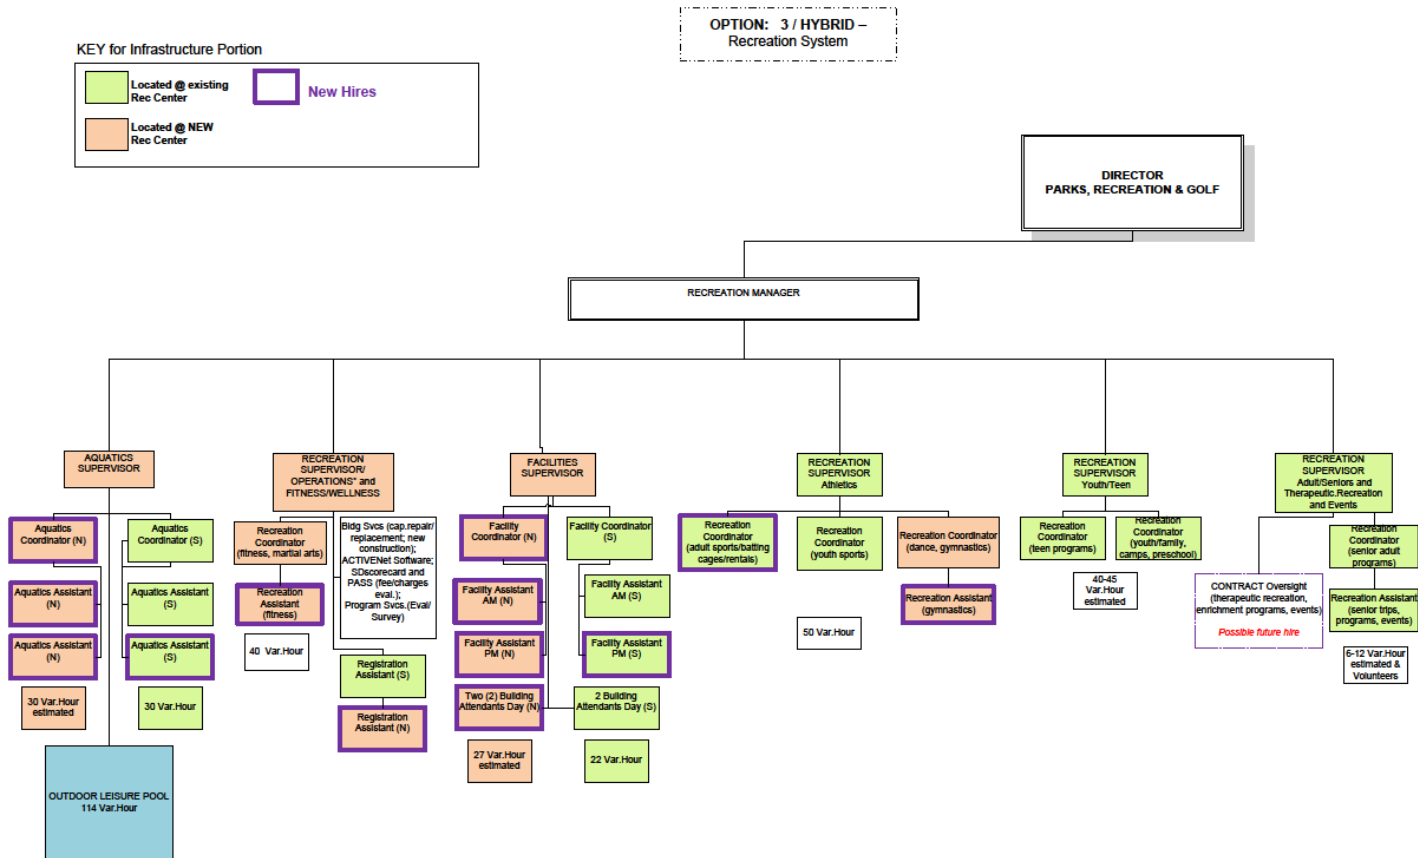 OPTION: 3 / HYBRID –
Recreation System
KEY for Infrastructure Portion
Located @ existing
Rec Center
New Hires
Located @ NEW
Rec Center
DIRECTOR
PARKS, RECREATION & GOLF
RECREATION MANAGER
AQUATICS
SUPERVISOR
Aquatics
Coordinator (N)
Aquatics
Coordinator (S)
Aquatics Assistant
(N)
Aquatics Assistant
(S)
Aquatics Assistant
(N)
Aquatics Assistant
(S)
30 Var.Hour
estimated
30 Var.Hour
OUTDOOR LEISURE POOL
114 Var.Hour
RECREATION
SUPERVISOR/
OPERATIONS" and
FITNESS/WELLNESS
Recreation
Coordinator
(fitness, martial arts)
Recreation
Assistant
(fitness)
40 Var.Hour
Bldg Svcs (cap.repair/
replacement; new
construction);
ACTIVENet Software;
SDscorecard and
PASS (fee/charges
eval.);
Program Svcs.(Eval/
Survey)
Registration
Assistant (S)
Registration
Assistant (N)
FACILITIES
SUPERVISOR
Facility
Coordinator (N)
Facility Coordinator
(S)
Facility Assistant
AM (N)
Facility Assistant
AM (S)
Facility Assistant
PM (N)
Facility Assistant
PM (S)
Two (2) Building
Attendants Day (N)
2 Building
Attendants Day (S)
27 Var.Hour
estimated
22 Var.Hour
RECREATION
SUPERVISOR
Athletics
Recreation
Coordinator
(adult sports/batting
cages/rentals)
Recreation
Coordinator
(youth sports)
Recreation Coordinator
(dance, gymnastics)
Recreation Assistant
(gymnastics)
50 Var.Hour
RECREATION
SUPERVISOR
Youth/Teen
Recreation
Coordinator
(teen programs)
Recreation
Coordinator
(youth/family,
camps, preschool)
40-45
Var.Hour
estimated
RECREATION
SUPERVISOR
Adult/Seniors and
Therapeutic.Recreation
and Events
CONTRACT Oversight
(therapeutic recreation,
enrichment programs, events)
Possible future hire
Recreation
Coordinator
(senior adult
programs)
Recreation Assistant
(senior trips,
programs, events)
6-12 Var.Hour
estimated &
Volunteers